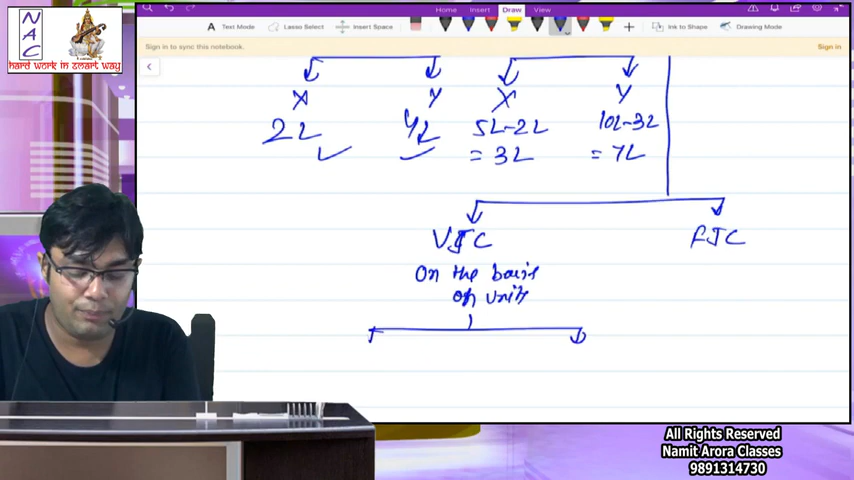 NAC
hard work in smart way
Home Insert Draw View
Text Mode Lasso Select Insert Space Ink to Shape Drawing Mode
Sign in to sync this notebook. Sign in
X Y X Y
2L 4L 5L-2L 10L-3L
= 3L = 7L
VJC FJC
On the basis
of units
All Rights Reserved
Namit Arora Classes
9891314730